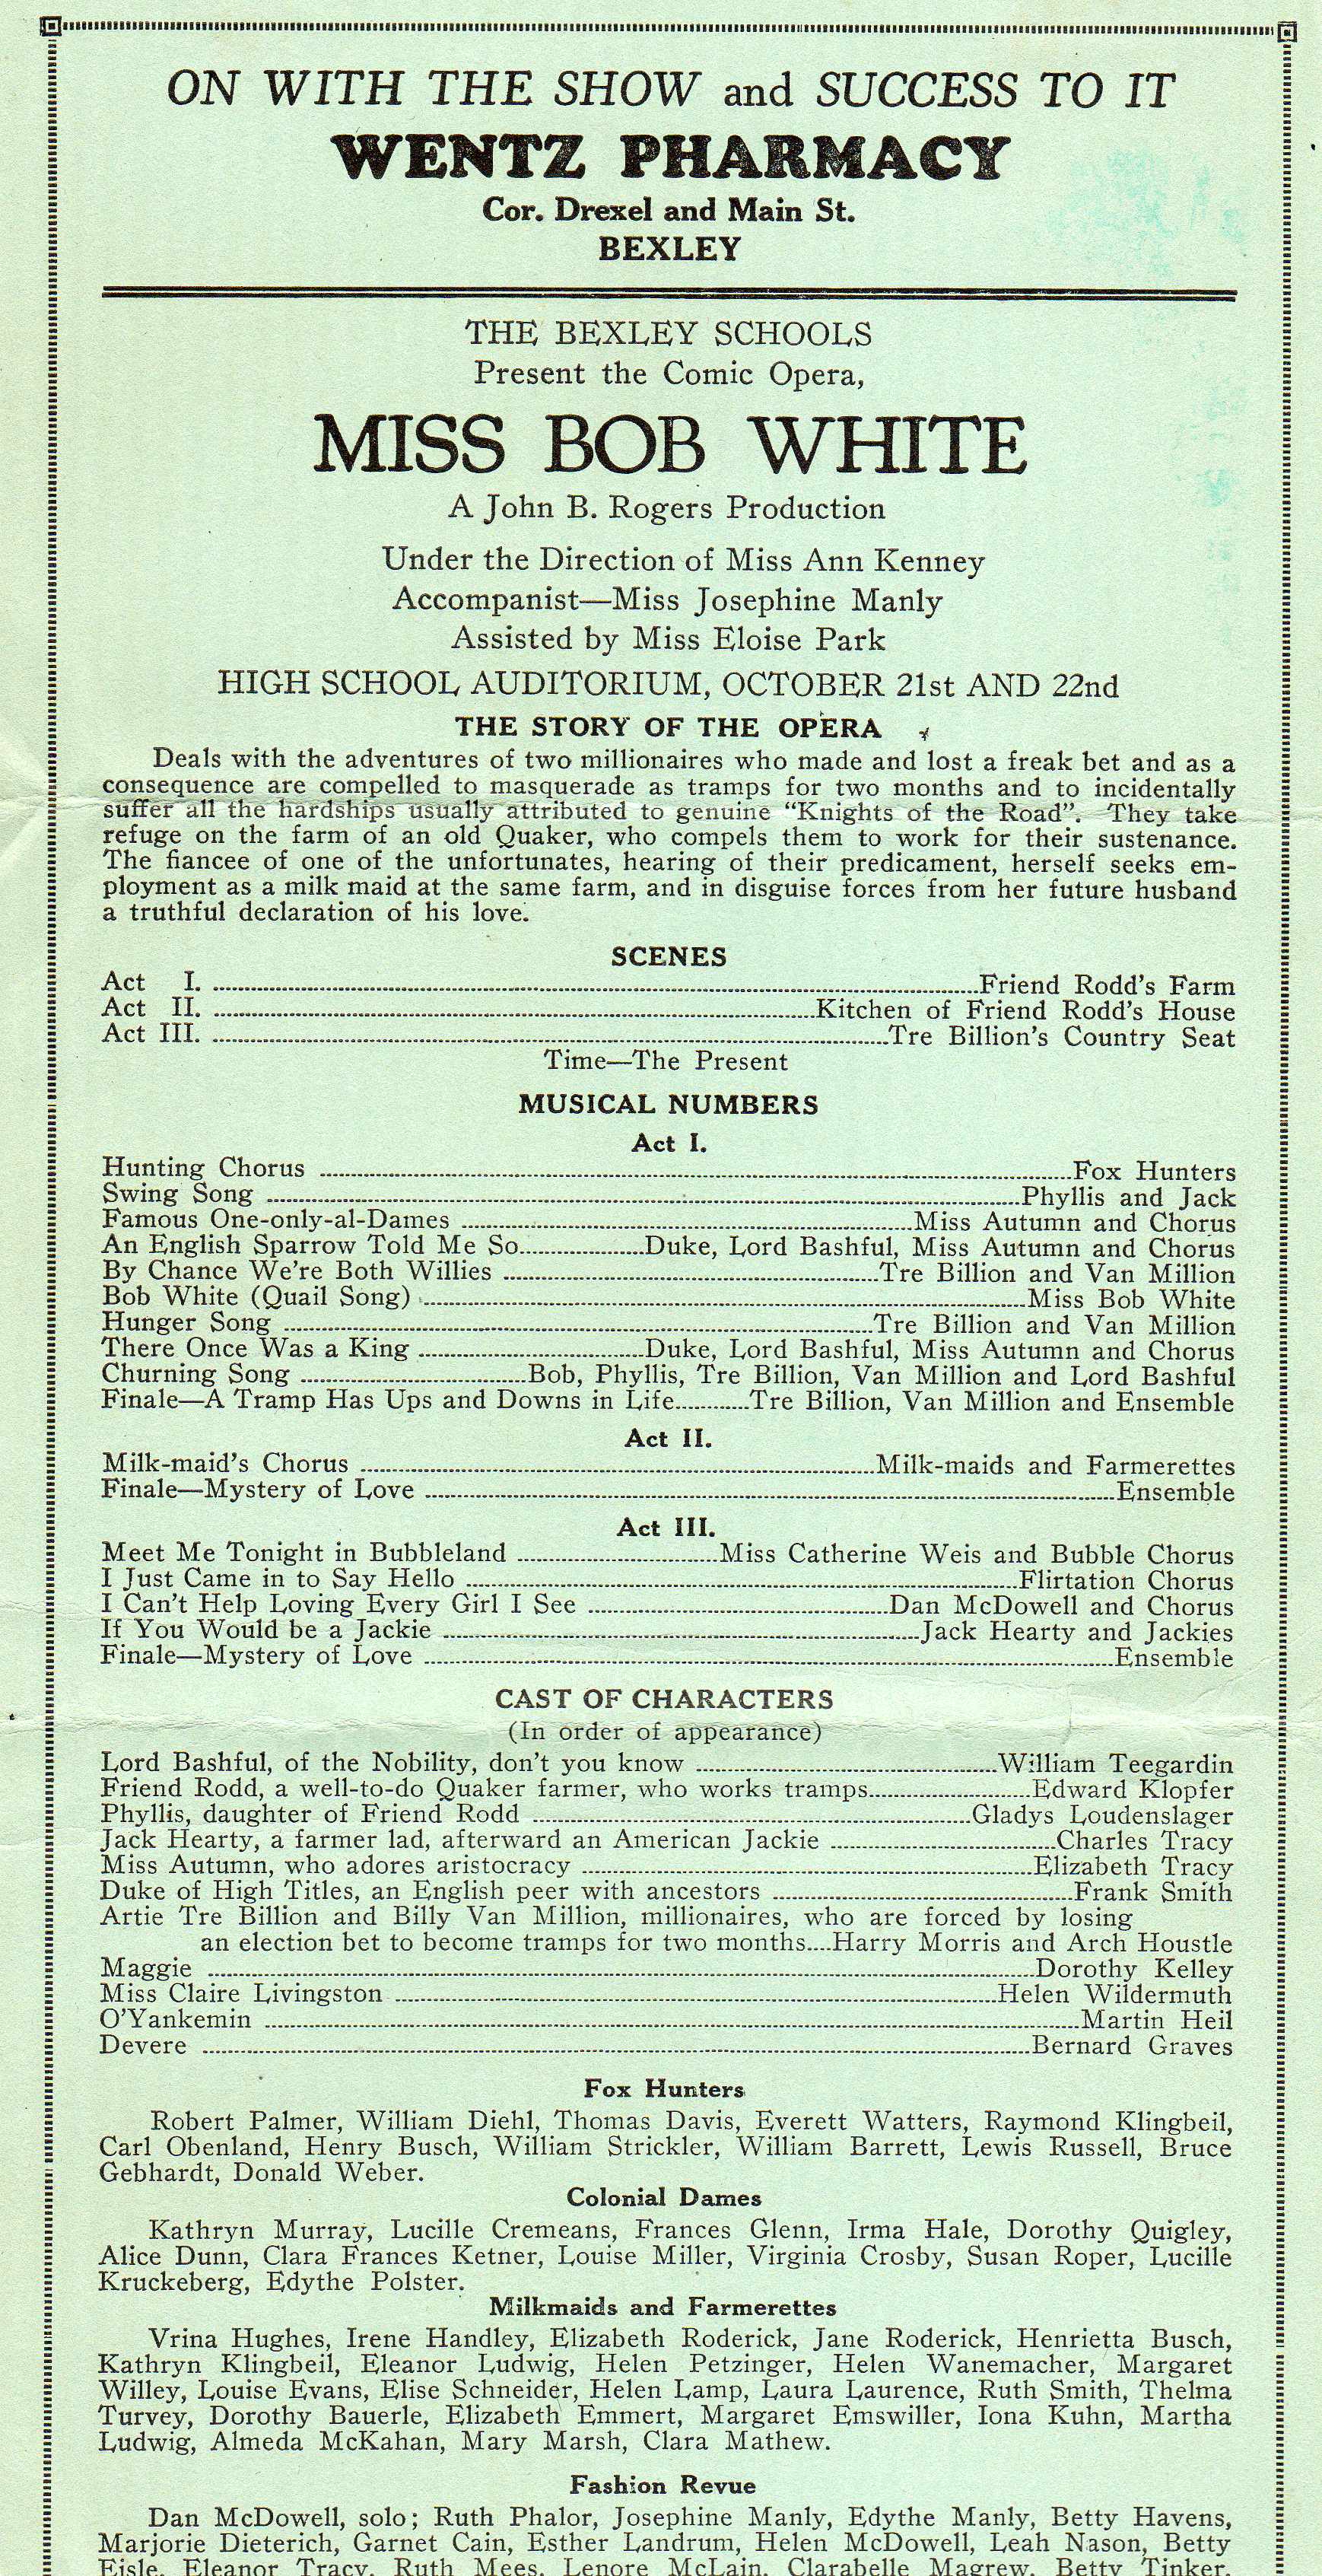 ON WITH THE SHOW and SUCCESS TO IT
WENTZ PHARMACY
Cor. Drexel and Main St.
BEXLEY
THE BEXLEY SCHOOLS
Present the Comic Opera,
MISS BOB WHITE
A John B. Rogers Production
Under the Direction of Miss Ann Kenney
Accompanist—Miss Josephine Manly
Assisted by Miss Eloise Park
HIGH SCHOOL AUDITORIUM, OCTOBER 21st AND 22nd
THE STORY OF THE OPERA
Deals with the adventures of two millionaires who made and lost a freak bet and as a
consequence are compelled to masquerade as tramps for two months and to incidentally
suffer all the hardships usually attributed to genuine “Knights of the Road”. They take
refuge on the farm of an old Quaker, who compels them to work for their sustenance.
The fiancee of one of the unfortunates, hearing of their predicament, herself seeks em-
ployment as a milk maid at the same farm, and in disguise forces from her future husband
a truthful declaration of his love.
SCENES
Act I. ........ Friend Rodd's Farm
Act II. ........ Kitchen of Friend Rodd's House
Act III. ........ Tre Billion's Country Seat
Time—The Present
MUSICAL NUMBERS
Act I.
Hunting Chorus ........ Fox Hunters
Swing Song ........ Phyllis and Jack
Famous One-only-al-Dames ........ Miss Autumn and Chorus
An English Sparrow Told Me So ........ Duke, Lord Bashful, Miss Autumn and Chorus
By Chance We're Both Willies ........ Tre Billion and Van Million
Bob White (Quail Song) ........ Miss Bob White
Hunger Song ........ Tre Billion and Van Million
There Once Was a King ........ Duke, Lord Bashful, Miss Autumn and Chorus
Churning Song ........ Bob, Phyllis, Tre Billion, Van Million and Lord Bashful
Finale—A Tramp Has Ups and Downs in Life ........ Tre Billion, Van Million and Ensemble
Act II.
Milk-maid's Chorus ........ Milk-maids and Farmerettes
Finale—Mystery of Love ........ Ensemble
Act III.
Meet Me Tonight in Bubbleland ........ Miss Catherine Weis and Bubble Chorus
I Just Came in to Say Hello ........ Flirtation Chorus
I Can't Help Loving Every Girl I See ........ Dan McDowell and Chorus
If You Would be a Jackie ........ Jack Hearty and Jackies
Finale—Mystery of Love ........ Ensemble
CAST OF CHARACTERS
(In order of appearance)
Lord Bashful, of the Nobility, don't you know ........ William Teegardin
Friend Rodd, a well-to-do Quaker farmer, who works tramps ........ Edward Klopfer
Phyllis, daughter of Friend Rodd ........ Gladys Loudenslager
Jack Hearty, a farmer lad, afterward an American Jackie ........ Charles Tracy
Miss Autumn, who adores aristocracy ........ Elizabeth Tracy
Duke of High Titles, an English peer with ancestors ........ Frank Smith
Artie Tre Billion and Billy Van Million, millionaires, who are forced by losing
an election bet to become tramps for two months....Harry Morris and Arch Houstle
Maggie ........ Dorothy Kelley
Miss Claire Livingston ........ Helen Wildermuth
O'Yankemin ........ Martin Heil
Devere ........ Bernard Graves
Fox Hunters
Robert Palmer, William Diehl, Thomas Davis, Everett Watters, Raymond Klingbeil,
Carl Obenland, Henry Busch, William Strickler, William Barrett, Lewis Russell, Bruce
Gebhardt, Donald Weber.
Colonial Dames
Kathryn Murray, Lucille Cremeans, Frances Glenn, Irma Hale, Dorothy Quigley,
Alice Dunn, Clara Frances Ketner, Louise Miller, Virginia Crosby, Susan Roper, Lucille
Kruckeberg, Edythe Polster.
Milkmaids and Farmerettes
Vrina Hughes, Irene Handley, Elizabeth Roderick, Jane Roderick, Henrietta Busch,
Kathryn Klingbeil, Eleanor Ludwig, Helen Petzinger, Helen Wanemacher, Margaret
Willey, Louise Evans, Elise Schneider, Helen Lamp, Laura Laurence, Ruth Smith, Thelma
Turvey, Dorothy Bauerle, Elizabeth Emmert, Margaret Emswiller, Iona Kuhn, Martha
Ludwig, Almeda McKahan, Mary Marsh, Clara Mathew.
Fashion Revue
Dan McDowell, solo; Ruth Phalor, Josephine Manly, Edythe Manly, Betty Havens,
Marjorie Dieterich, Garnet Cain, Esther Landrum, Helen McDowell, Leah Nason, Betty
Eisle, Eleanor Tracy, Ruth Mees, Lenore McLain, Clarabelle Magrew, Betty Tinker,